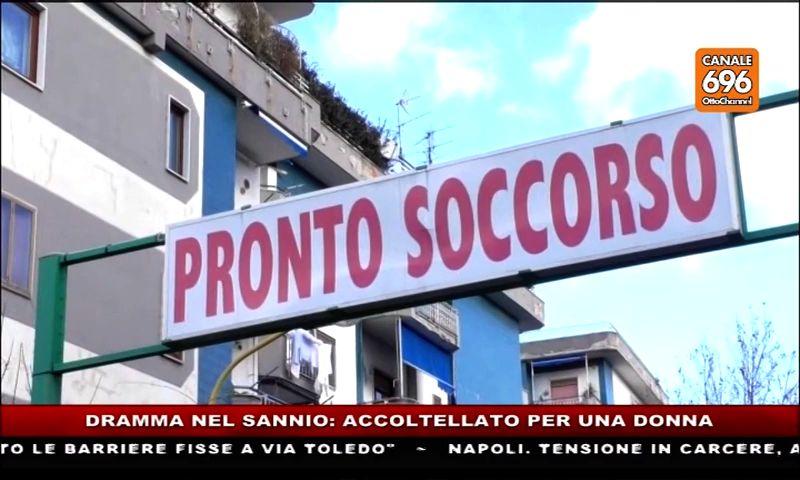 CANALE
696
OttoChannel
PRONTO SOCCORSO
DRAMMA NEL SANNIO: ACCOLTELLATO PER UNA DONNA
TO LE BARRIERE FISSE A VIA TOLEDO" ~ NAPOLI. TENSIONE IN CARCERE, A